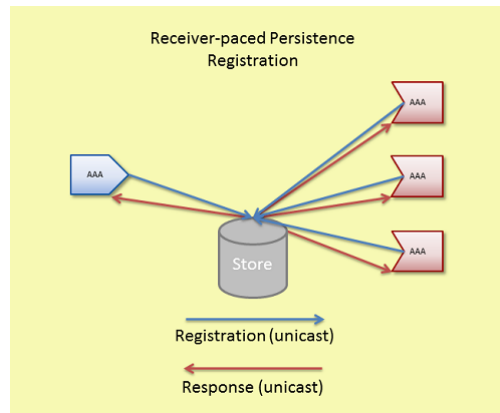 Receiver-paced Persistence
Registration
AAA
AAA
AAA
AAA
Store
Registration (unicast)
Response (unicast)